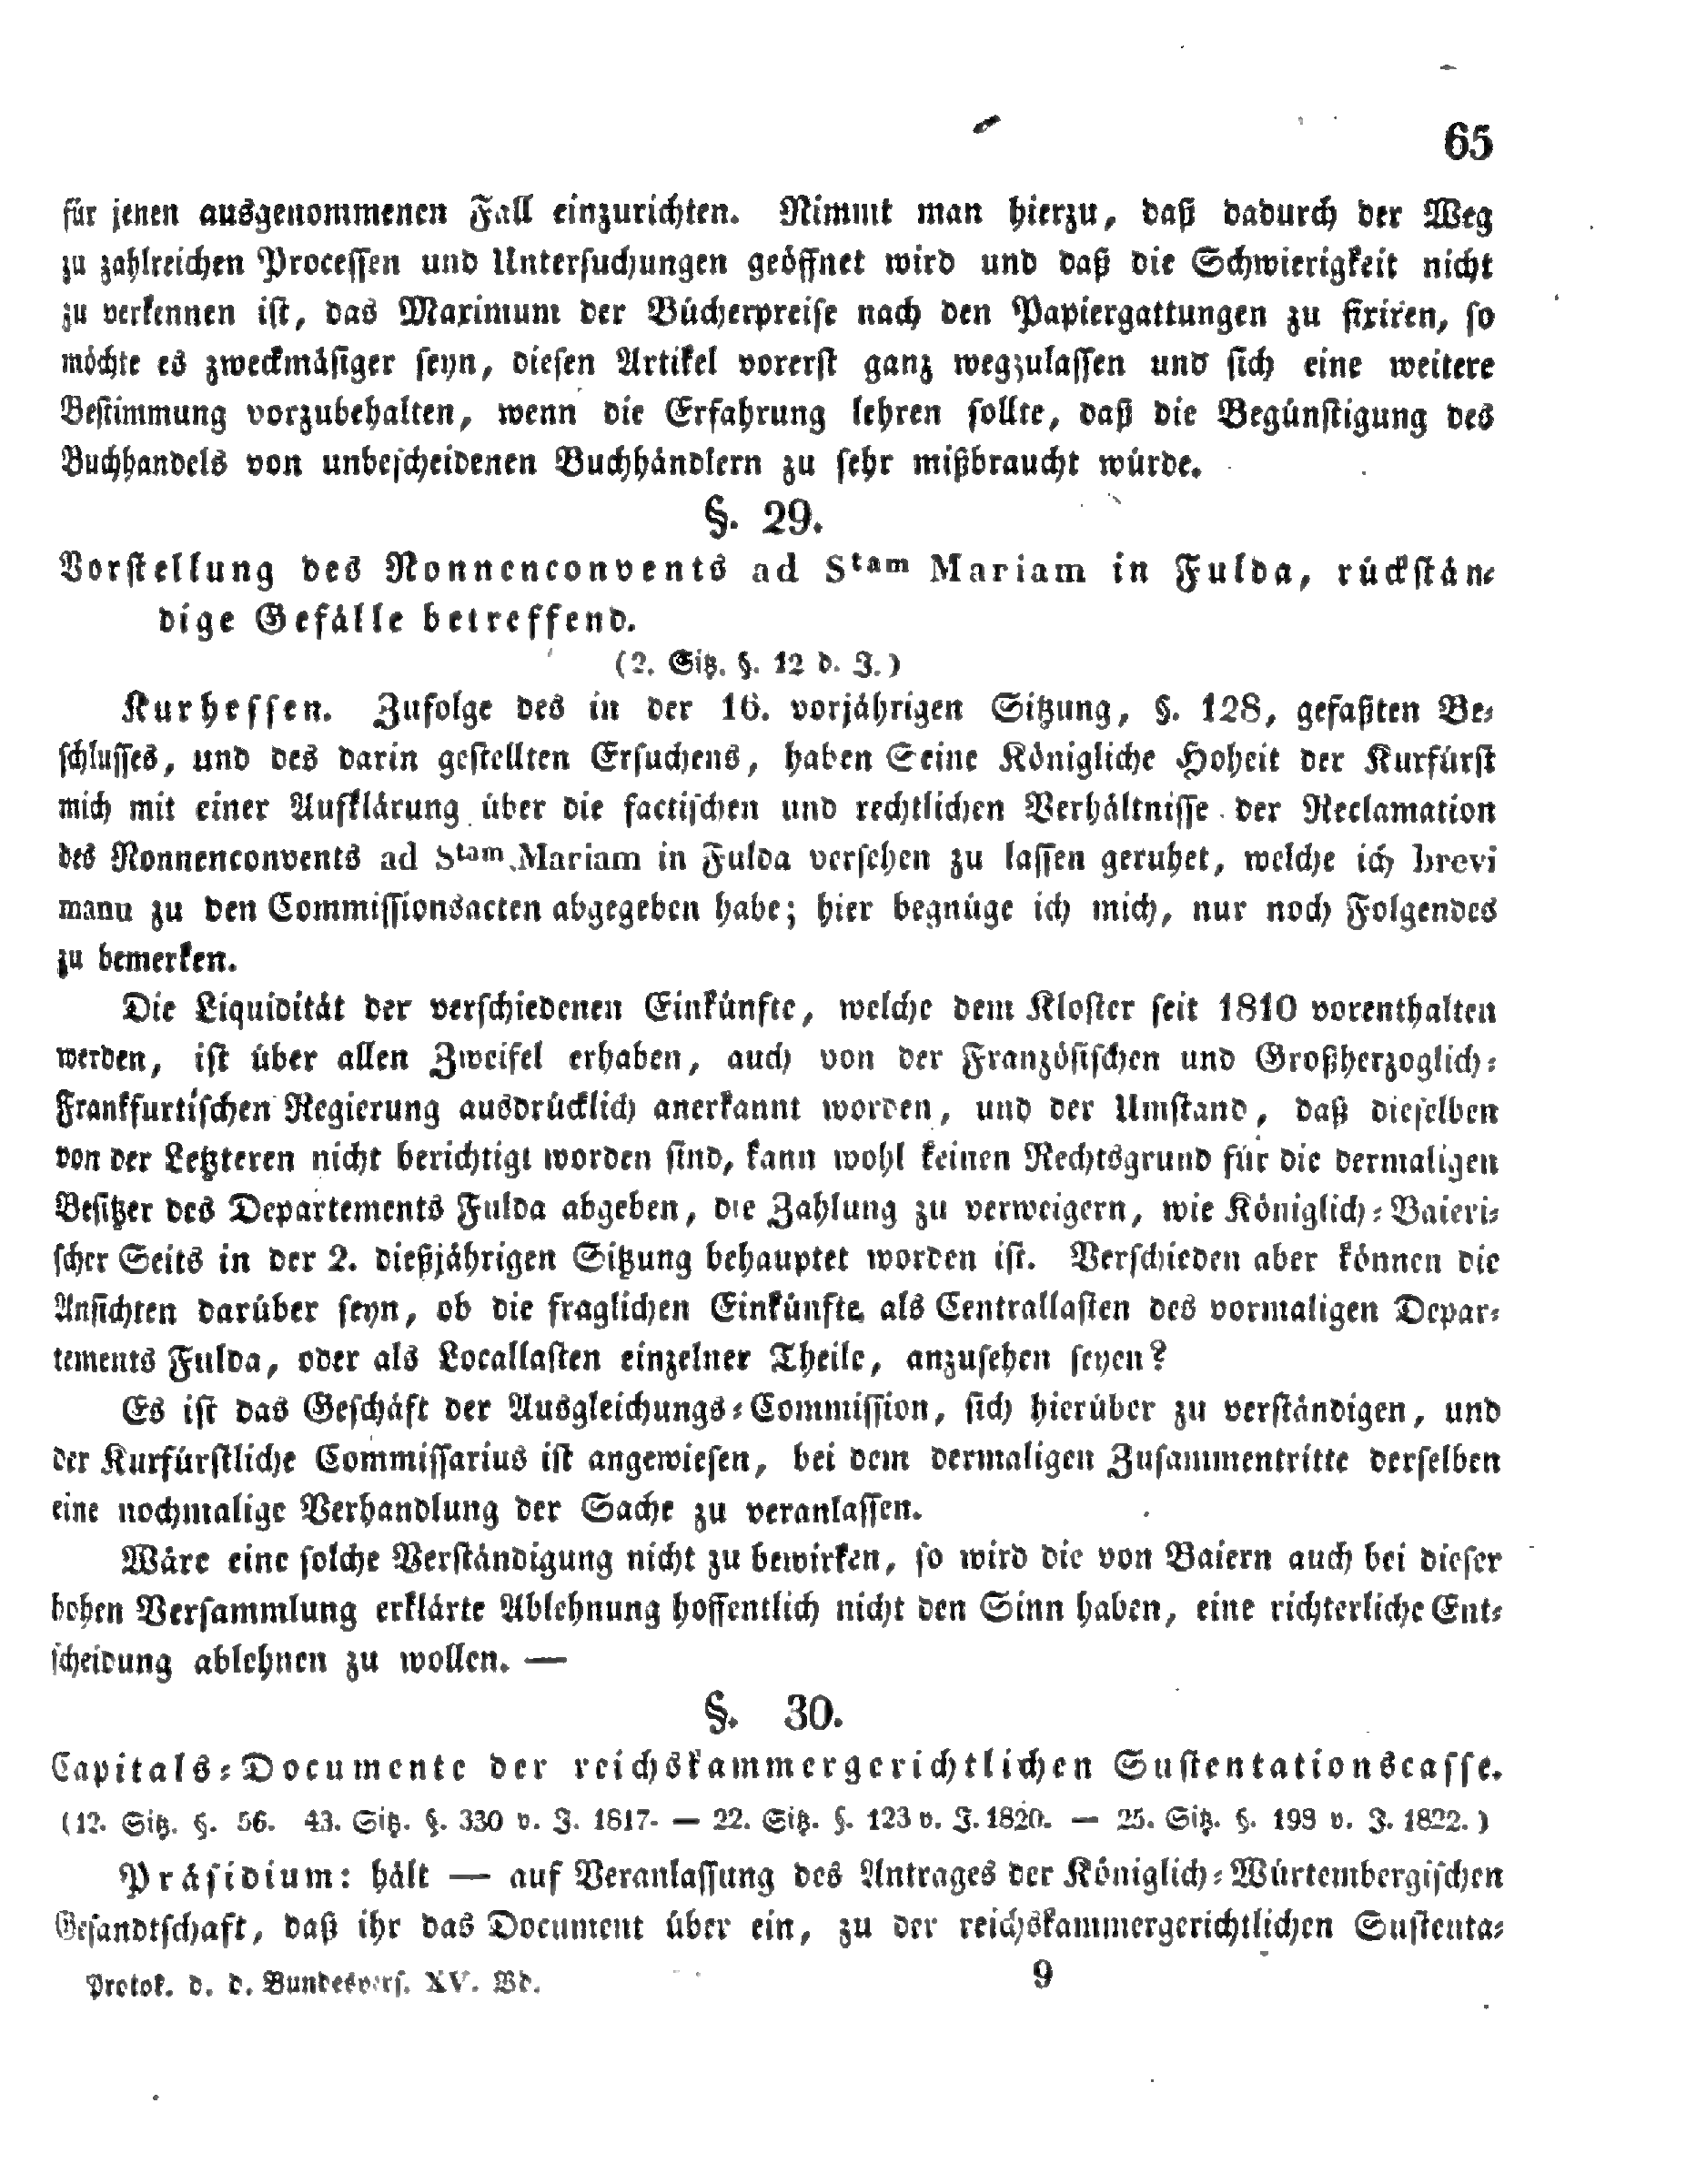 65
für jenen ausgenommenen Fall einzurichten. Nimmt man hierzu, daß dadurch der Weg
zu zahlreichen Processen und Untersuchungen geöffnet wird und daß die Schwierigkeit nicht
zu verkennen ist, das Maximum der Bücherpreise nach den Papiergattungen zu fixiren, so
möchte es zweckmäsiger seyn, diesen Artikel vorerst ganz wegzulassen und sich eine weitere
Bestimmung vorzubehalten, wenn die Erfahrung lehren sollte, daß die Begünstigung des
Buchhandels von unbescheidenen Buchhändlern zu sehr mißbraucht würde.
§. 29.
Vorstellung des Nonnenconvents ad Stam Mariam in Fulda, rückstän-
dige Gefälle betreffend.
(2. Sitz. §. 12 d. J.)
Kurhessen. Zufolge des in der 16. vorjährigen Sitzung, §. 128, gefaßten Be-
schlusses, und des darin gestellten Ersuchens, haben Seine Königliche Hoheit der Kurfürst
mich mit einer Aufklärung über die factischen und rechtlichen Verhältnisse der Reclamation
des Nonnenconvents ad Stam Mariam in Fulda versehen zu lassen geruhet, welche ich brevi
manu zu den Commissionsacten abgegeben habe; hier begnüge ich mich, nur noch Folgendes
zu bemerken.
Die Liquidität der verschiedenen Einkünfte, welche dem Kloster seit 1810 vorenthalten
werden, ist über allen Zweifel erhaben, auch von der Französischen und Großherzoglich-
Frankfurtischen Regierung ausdrücklich anerkannt worden, und der Umstand, daß dieselben
von der Letzteren nicht berichtigt worden sind, kann wohl keinen Rechtsgrund für die dermaligen
Besitzer des Departements Fulda abgeben, die Zahlung zu verweigern, wie Königlich-Baieri-
scher Seits in der 2. dießjährigen Sitzung behauptet worden ist. Verschieden aber können die
Ansichten darüber seyn, ob die fraglichen Einkünfte als Centrallasten des vormaligen Depar-
tements Fulda, oder als Locallasten einzelner Theile, anzusehen seyen?
Es ist das Geschäft der Ausgleichungs-Commission, sich hierüber zu verständigen, und
der Kurfürstliche Commissarius ist angewiesen, bei dem dermaligen Zusammentritte derselben
eine nochmalige Verhandlung der Sache zu veranlassen.
Wäre eine solche Verständigung nicht zu bewirken, so wird die von Baiern auch bei dieser
hohen Versammlung erklärte Ablehnung hoffentlich nicht den Sinn haben, eine richterliche Ent-
scheidung ablehnen zu wollen. —
§. 30.
Capitals-Documente der reichskammergerichtlichen Sustentationscasse.
(12. Sitz. §. 56. 43. Sitz. §. 330 v. J. 1817. — 22. Sitz. §. 123 v. J. 1820. — 25. Sitz. §. 193 v. J. 1822.)
Präsidium: hält — auf Veranlassung des Antrages der Königlich-Würtembergischen
Gesandtschaft, daß ihr das Document über ein, zu der reichskammergerichtlichen Sustenta-
Protok. d. d. Bundesvers. XV. Bd. 9